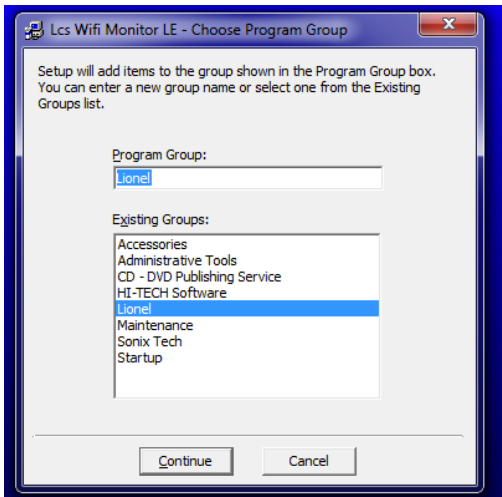 Lcs Wifi Monitor LE - Choose Program Group
Setup will add items to the group shown in the Program Group box.
You can enter a new group name or select one from the Existing
Groups list.
Program Group:
Lionel
Existing Groups:
Accessories
Administrative Tools
CD - DVD Publishing Service
HI-TECH Software
Lionel
Maintenance
Sonix Tech
Startup
Continue
Cancel